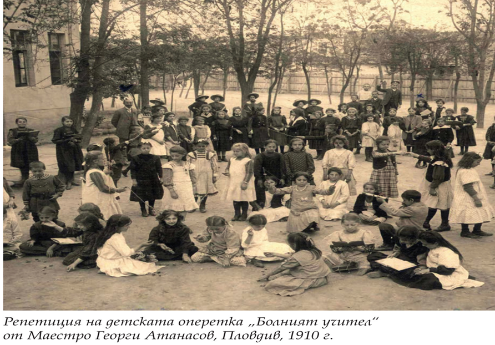 Репетиция на детската оперетка „Болният учител“
от Маестро Георги Атанасов, Пловдив, 1910 г.